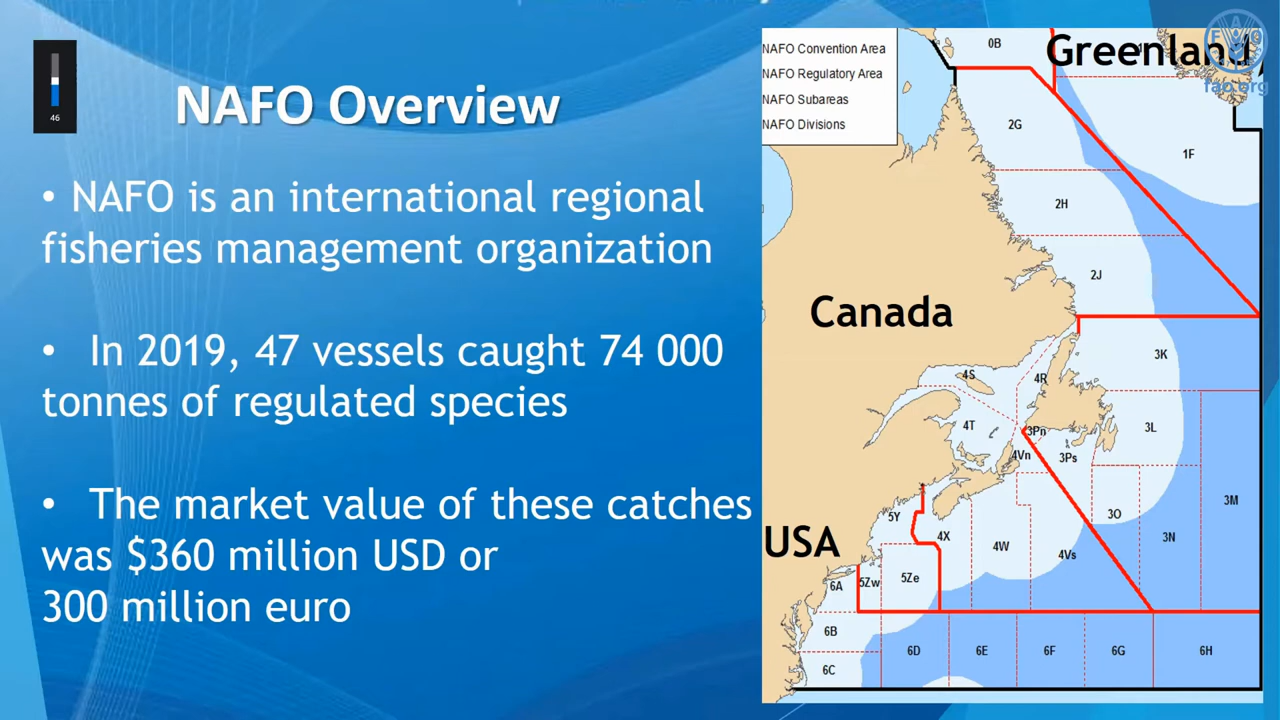 46
NAFO Overview
• NAFO is an international regional
fisheries management organization
• In 2019, 47 vessels caught 74 000
tonnes of regulated species
• The market value of these catches
was $360 million USD or
300 million euro
NAFO Convention Area
NAFO Regulatory Area
NAFO Subareas
NAFO Divisions
0B
Greenland
fao.org
2G
1F
2H
2J
Canada
3K
4S
4R
4T
3Pn
3L
4Vn
3Ps
3M
5Y
3O
USA
4X
4W
3N
4Vs
5Ze
5Zw
6A
6B
6D
6E
6F
6G
6H
6C